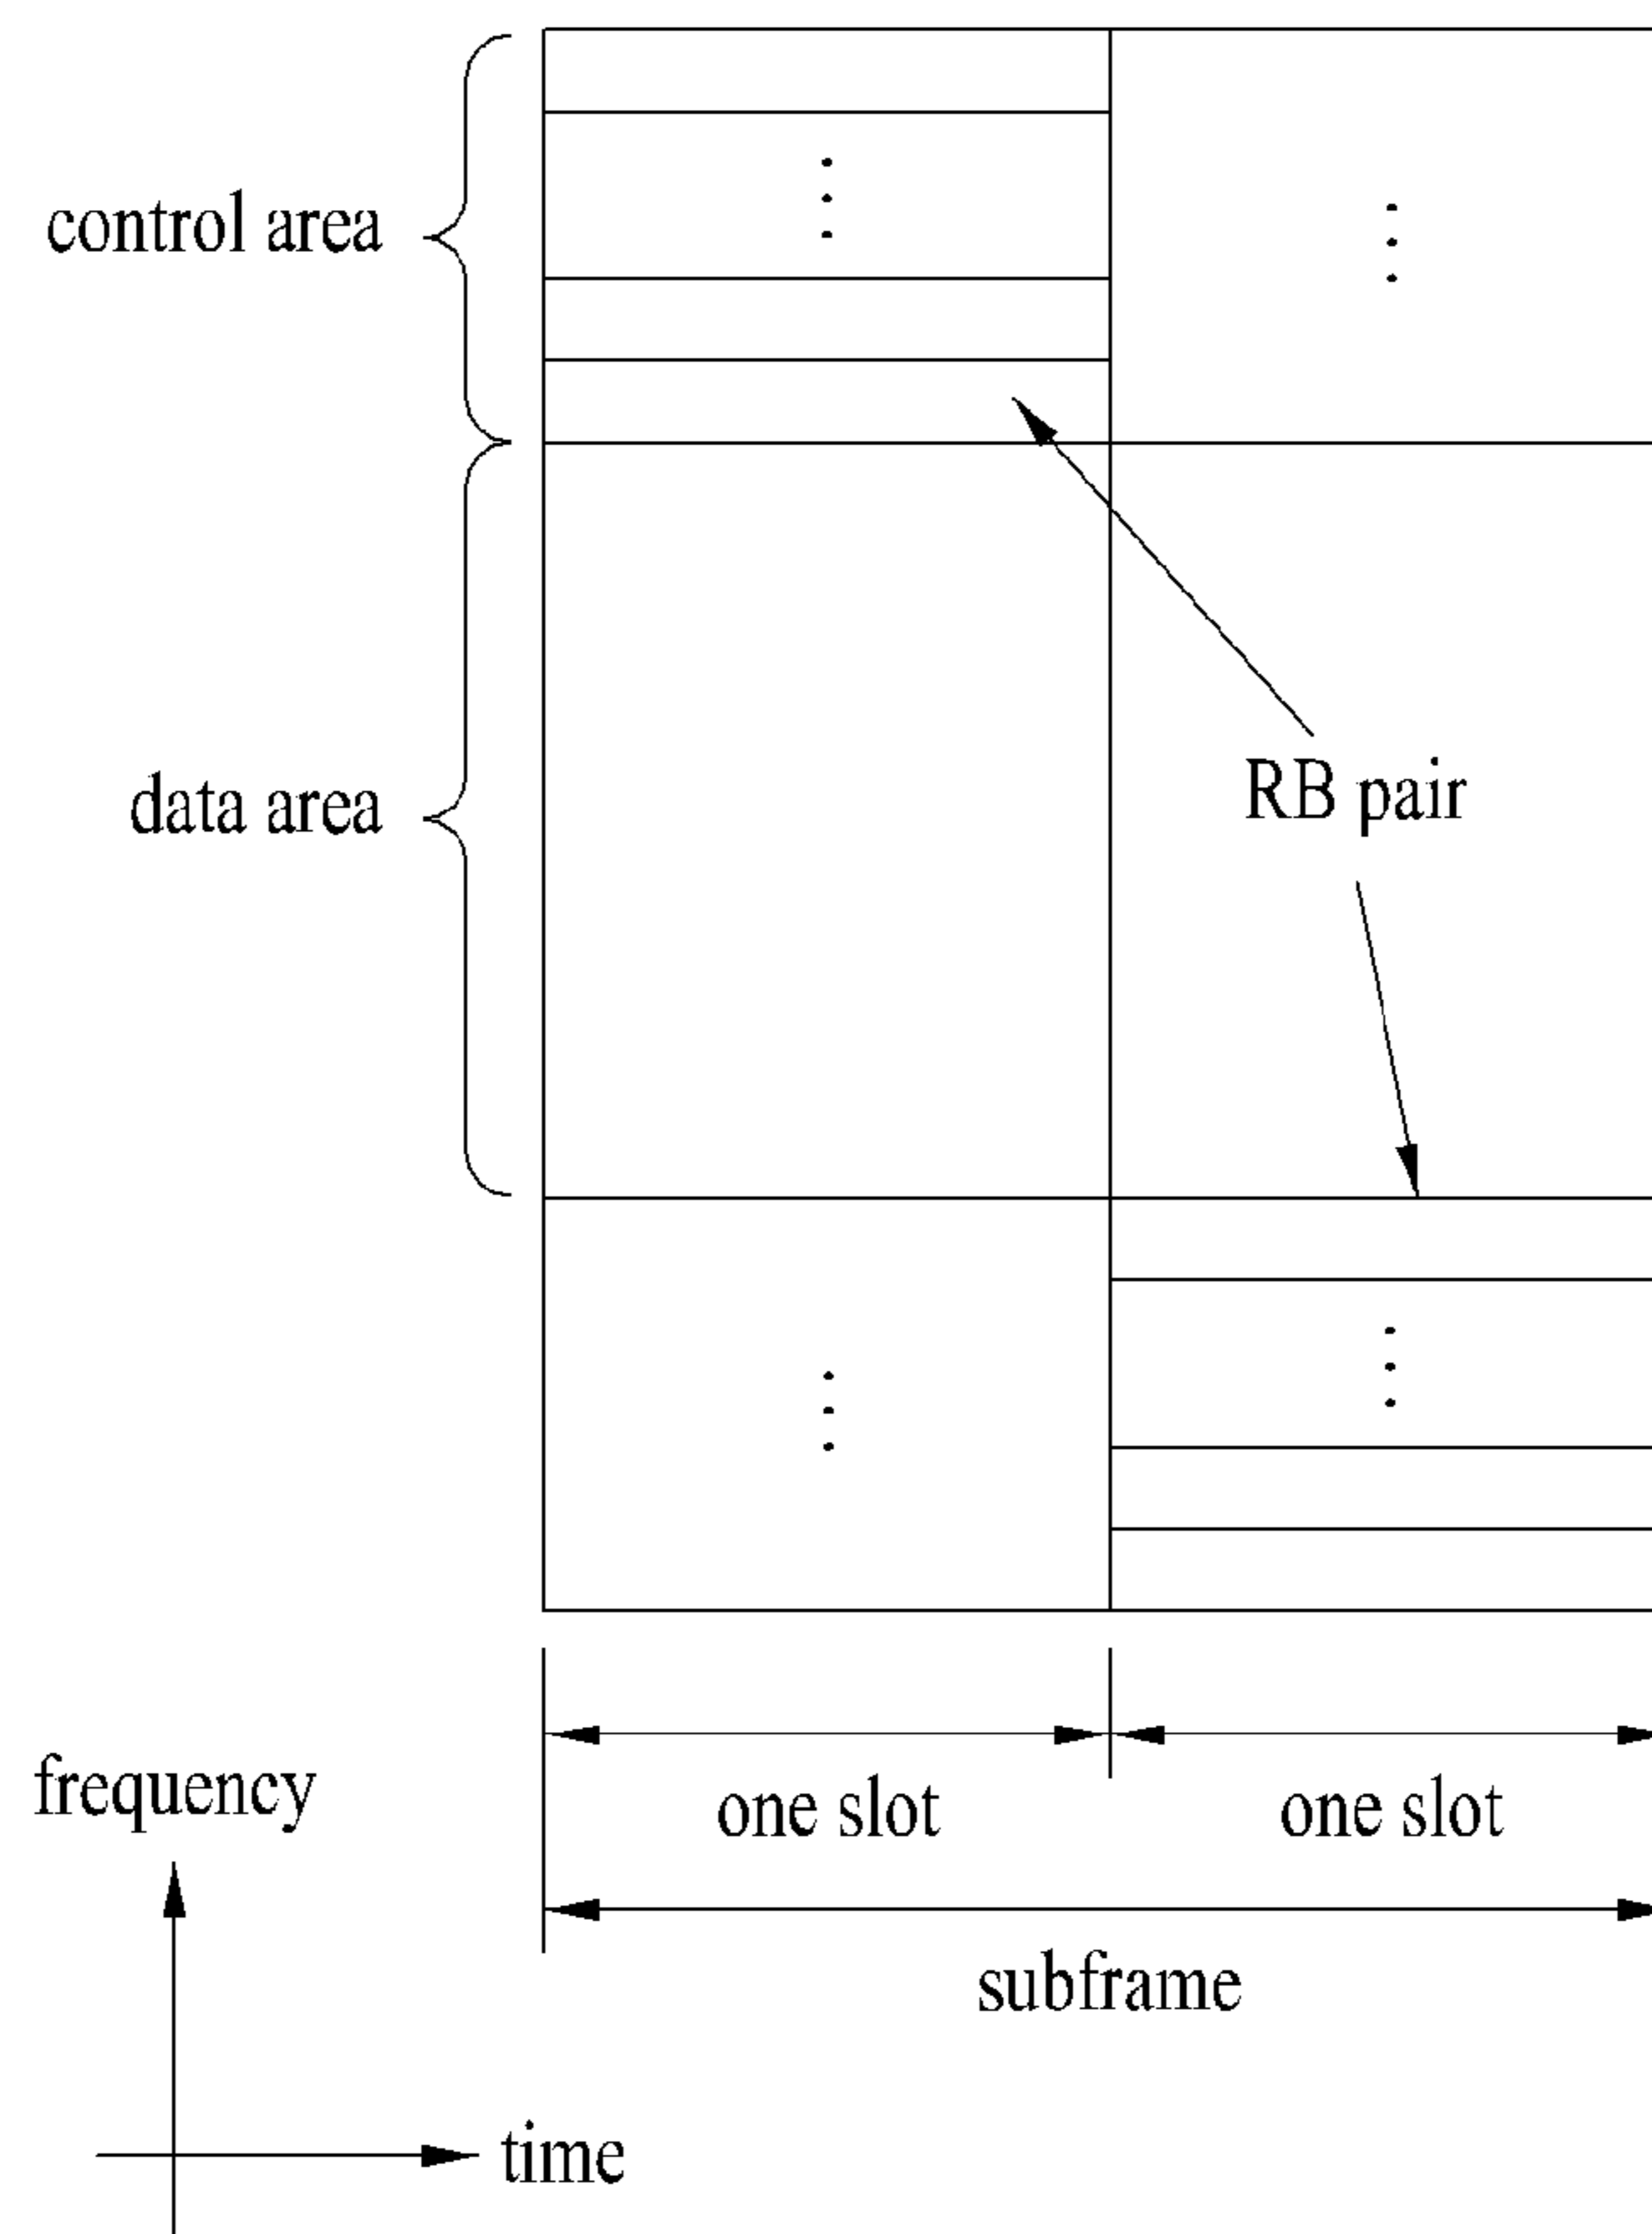 control area
data area
RB pair
frequency
one slot
one slot
subframe
time